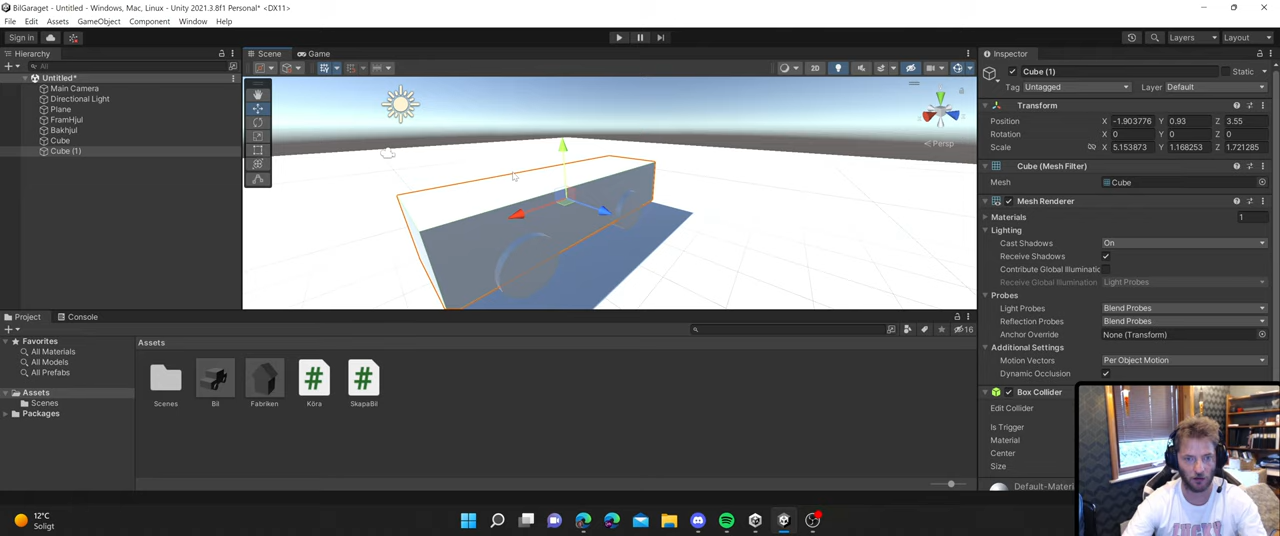 BilGaraget - Untitled - Windows, Mac, Linux - Unity 2021.3.8f1 Personal* <DX11>
File Edit Assets GameObject Component Window Help
Sign in Layers Layout
Hierarchy Scene Game Inspector
All
Untitled*
Main Camera
Directional Light
Plane
FramHjul
Bakhjul
Cube
Cube (1)
2D
Persp
Cube (1) Static
Tag Untagged Layer Default
Transform
Position X -1.903776 Y 0.93 Z 3.55
Rotation X 0 Y 0 Z 0
Scale X 5.153873 Y 1.168253 Z 1.721285
Cube (Mesh Filter)
Mesh Cube
Mesh Renderer
Materials 1
Lighting
Cast Shadows On
Receive Shadows
Contribute Global Illuminatic
Receive Global Illumination Light Probes
Probes
Light Probes Blend Probes
Reflection Probes Blend Probes
Anchor Override None (Transform)
Additional Settings
Motion Vectors Per Object Motion
Dynamic Occlusion
Box Collider
Edit Collider
Is Trigger
Material
Center
Size
Default-Materi
Project Console
16
Favorites
All Materials
All Models
All Prefabs
Assets
Scenes
Packages
Assets
Scenes Bil Fabriken Köra SkapaBil
12°C
Soligt